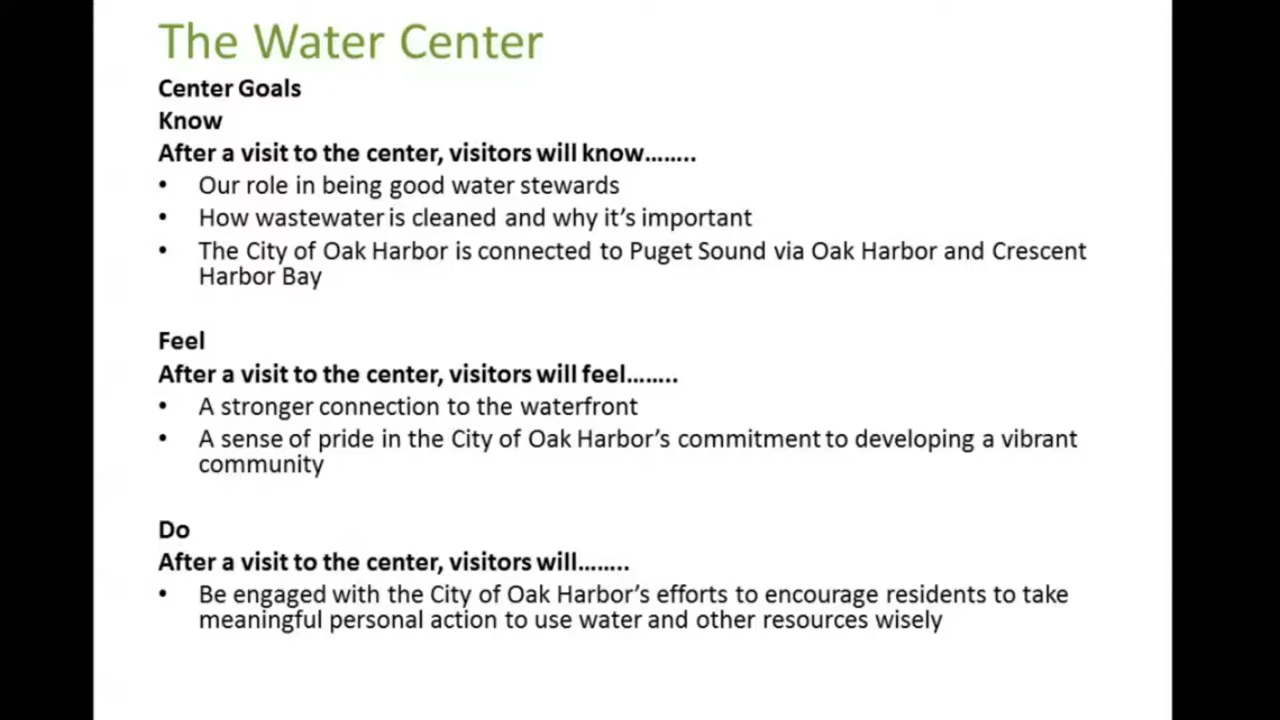 The Water Center
Center Goals
Know
After a visit to the center, visitors will know……..
• Our role in being good water stewards
• How wastewater is cleaned and why it’s important
• The City of Oak Harbor is connected to Puget Sound via Oak Harbor and Crescent
Harbor Bay
Feel
After a visit to the center, visitors will feel……..
• A stronger connection to the waterfront
• A sense of pride in the City of Oak Harbor’s commitment to developing a vibrant
community
Do
After a visit to the center, visitors will……..
• Be engaged with the City of Oak Harbor’s efforts to encourage residents to take
meaningful personal action to use water and other resources wisely